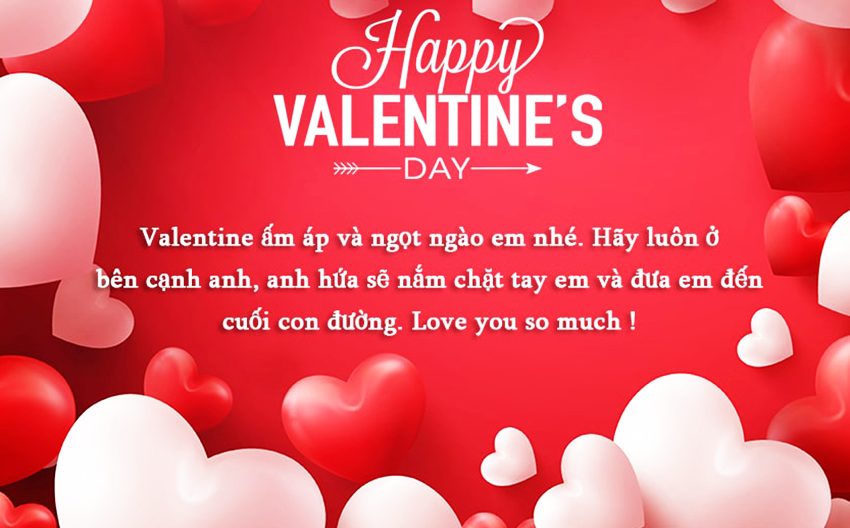 Happy
VALENTINE'S
DAY
Valentine ấm áp và ngọt ngào em nhé. Hãy luôn ở
bên cạnh anh, anh hứa sẽ nắm chặt tay em và đưa em đến
cuối con đường. Love you so much !